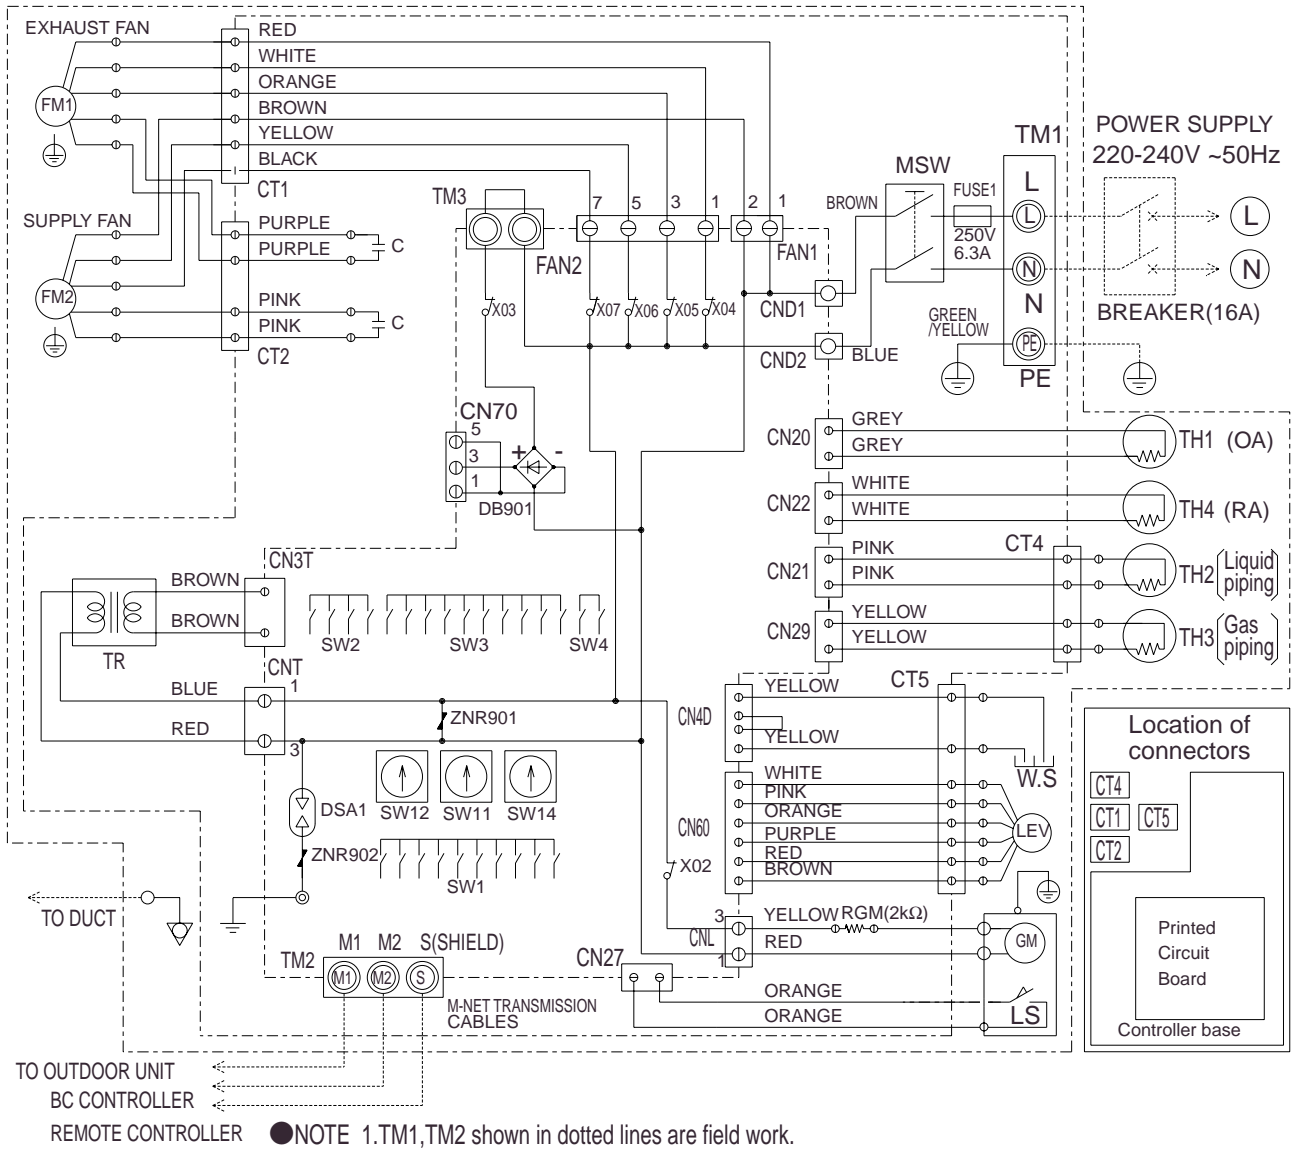 EXHAUST FAN
FM1
RED
WHITE
ORANGE
BROWN
YELLOW
BLACK
CT1
SUPPLY FAN
FM2
PURPLE
PURPLE
C
PINK
PINK
C
CT2
TM3
7 5 3 1 2 1
FAN2
FAN1
X03
X07
X06
X05
X04
CND1
CND2
BROWN
BLUE
MSW
FUSE1
250V
6.3A
TM1
L
L
N
N
PE
PE
GREEN
/YELLOW
POWER SUPPLY
220-240V ~50Hz
L
N
BREAKER(16A)
CN70
5
3
1
+ -
DB901
CN20
GREY
GREY
TH1 (OA)
CN22
WHITE
WHITE
TH4 (RA)
CN21
PINK
PINK
CT4
TH2
Liquid
piping
CN29
YELLOW
YELLOW
TH3
Gas
piping
TR
BROWN
BROWN
CN3T
SW2
SW3
SW4
CNT
BLUE
1
RED
3
ZNR901
DSA1
ZNR902
SW12
SW11
SW14
SW1
CN4D
YELLOW
YELLOW
CT5
W.S
CN60
WHITE
PINK
ORANGE
PURPLE
RED
BROWN
LEV
X02
CNL
3
1
YELLOW
RGM(2kΩ)
RED
GM
CN27
ORANGE
ORANGE
LS
TO DUCT
TM2
M1 M2 S(SHIELD)
M1 M2 S
M-NET TRANSMISSION
CABLES
TO OUTDOOR UNIT
BC CONTROLLER
REMOTE CONTROLLER
●NOTE 1.TM1,TM2 shown in dotted lines are field work.
Location of
connectors
CT4
CT1
CT5
CT2
Printed
Circuit
Board
Controller base